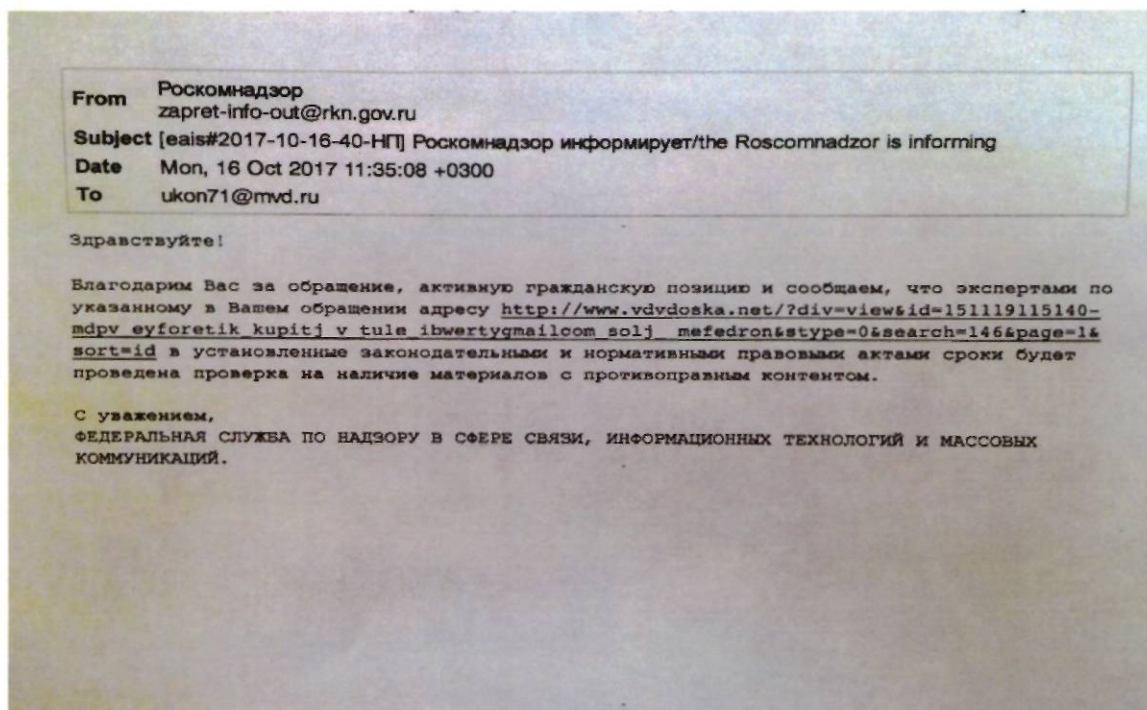 From Роскомнадзор
zapret-info-out@rkn.gov.ru
Subject [eais#2017-10-16-40-НП] Роскомнадзор информирует/the Roscomnadzor is informing
Date Mon, 16 Oct 2017 11:35:08 +0300
To ukon71@mvd.ru
Здравствуйте!
Благодарим Вас за обращение, активную гражданскую позицию и сообщаем, что экспертами по
указанному в Вашем обращении адресу http://www.vdvdoska.net/?div=view&id=151119115140-
mdpv_eyforetik_kupitj_v_tule_ibwertygmailcom_solj__mefedron&stype=0&search=146&page=1&
sort=id в установленные законодательными и нормативными правовыми актами сроки будет
проведена проверка на наличие материалов с противоправным контентом.
С уважением,
ФЕДЕРАЛЬНАЯ СЛУЖБА ПО НАДЗОРУ В СФЕРЕ СВЯЗИ, ИНФОРМАЦИОННЫХ ТЕХНОЛОГИЙ И МАССОВЫХ
КОММУНИКАЦИЙ.